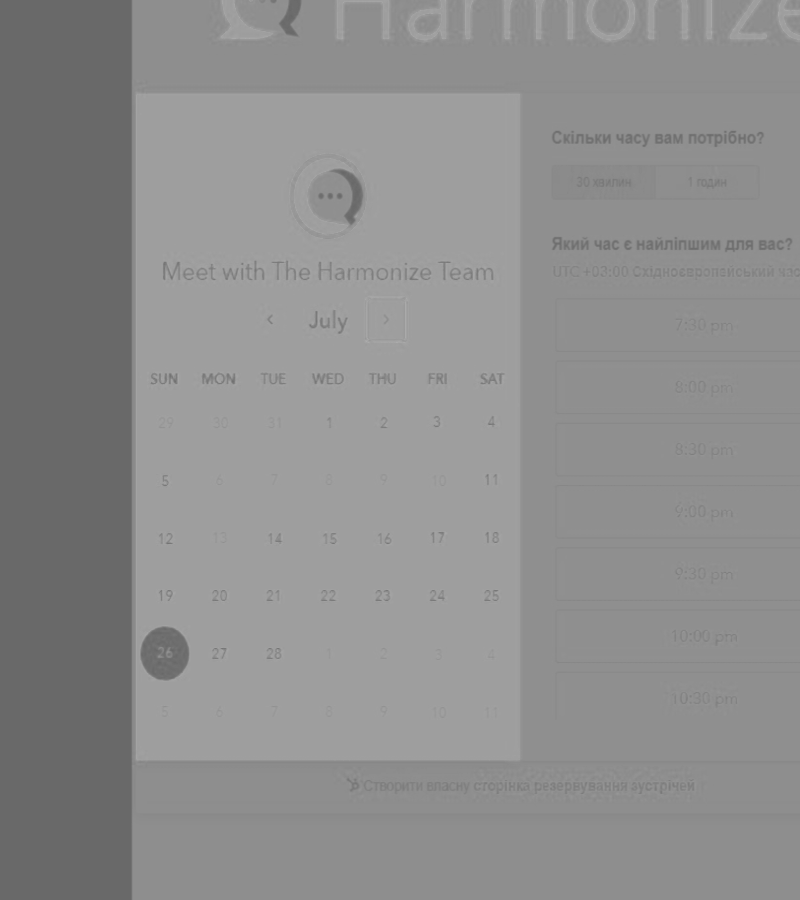 Harmonize
Meet with The Harmonize Team
‹ July ›
SUN MON TUE WED THU FRI SAT
29 30 31 1 2 3 4
5 6 7 8 9 10 11
12 13 14 15 16 17 18
19 20 21 22 23 24 25
26 27 28 1 2 3 4
5 6 7 8 9 10 11
Скільки часу вам потрібно?
30 хвилин 1 годин
Який час є найліпшим для вас?
UTC +03:00 Східноєвропейський
7:30 pm
8:00 pm
8:30 pm
9:00 pm
9:30 pm
10:00 pm
10:30 pm
Створити власну сторінка резервування зустрічей